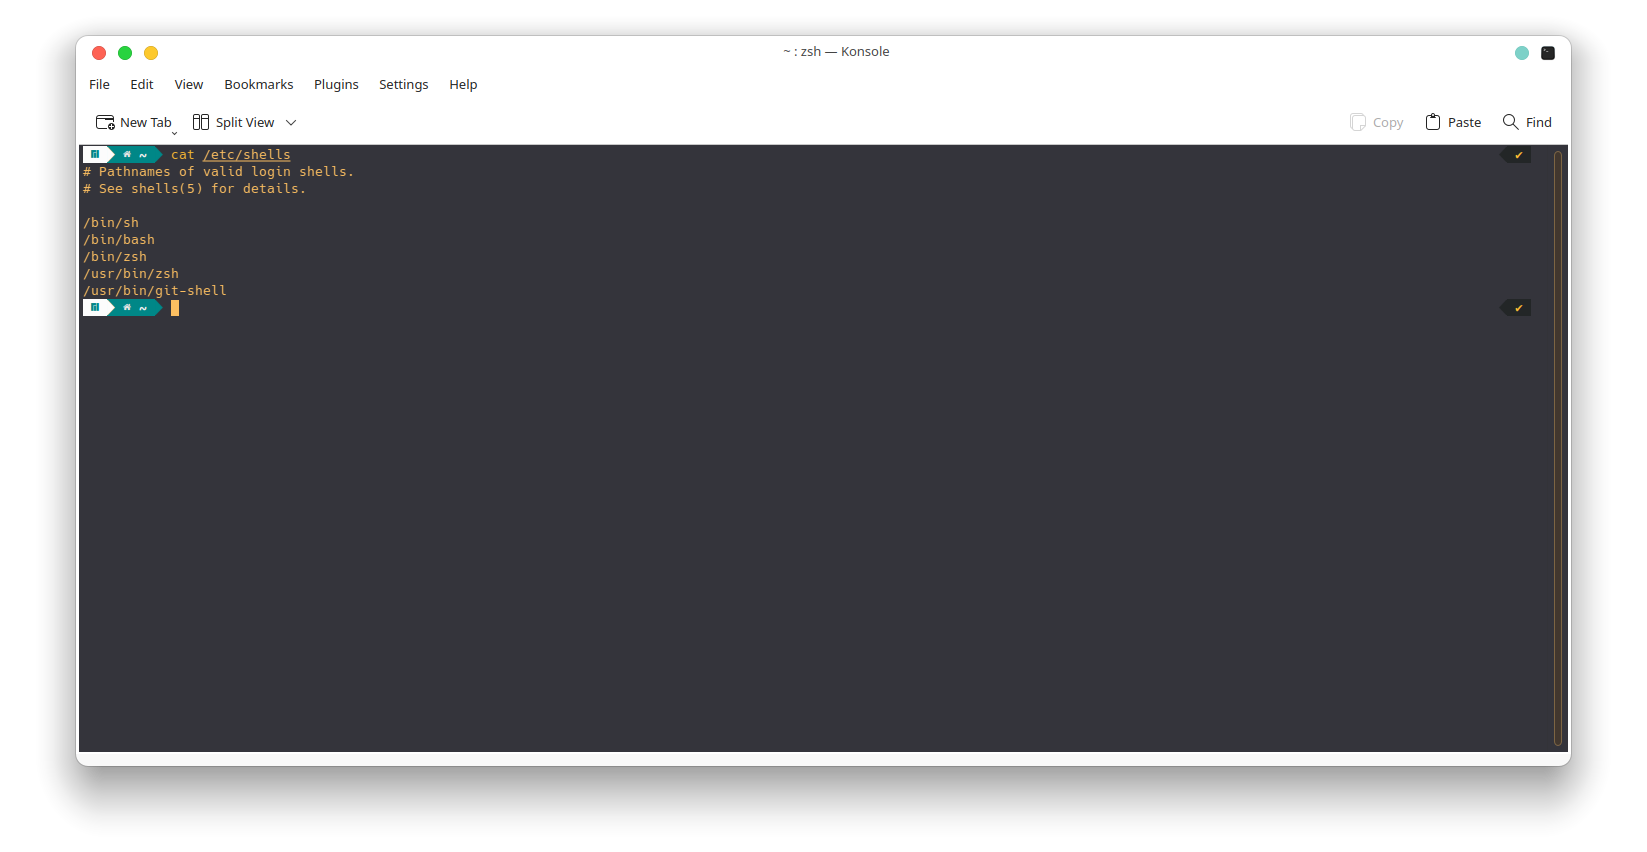 ~ : zsh — Konsole
File Edit View Bookmarks Plugins Settings Help
New Tab Split View Copy Paste Find
~ cat /etc/shells ✔
# Pathnames of valid login shells.
# See shells(5) for details.
/bin/sh
/bin/bash
/bin/zsh
/usr/bin/zsh
/usr/bin/git-shell
~ ✔